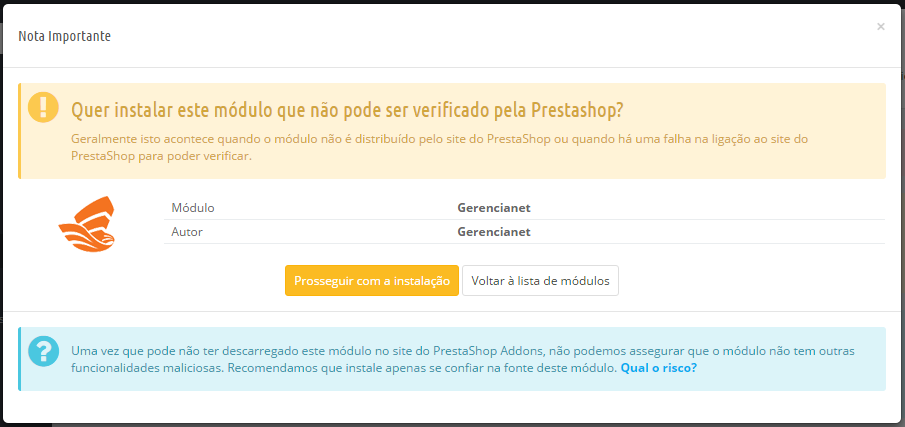 Nota Importante
×
Quer instalar este módulo que não pode ser verificado pela Prestashop?
Geralmente isto acontece quando o módulo não é distribuído pelo site do PrestaShop ou quando há uma falha na ligação ao site do
PrestaShop para poder verificar.
Módulo Gerencianet
Autor Gerencianet
Prosseguir com a instalação Voltar à lista de módulos
Uma vez que pode não ter descarregado este módulo no site do PrestaShop Addons, não podemos assegurar que o módulo não tem outras
funcionalidades maliciosas. Recomendamos que instale apenas se confiar na fonte deste módulo. Qual o risco?